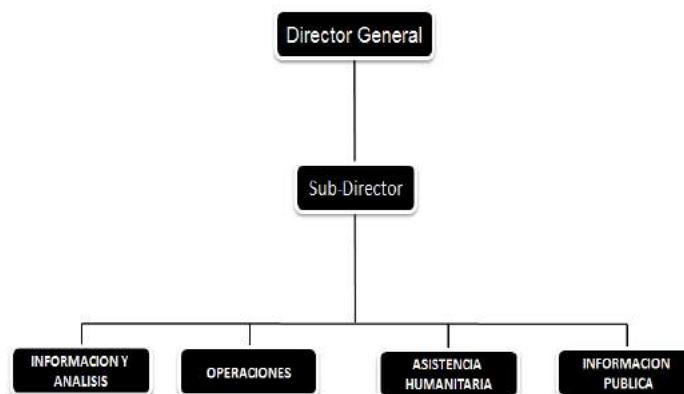 Director General
Sub-Director
INFORMACION Y
ANALISIS
OPERACIONES
ASISTENCIA
HUMANITARIA
INFORMACION
PUBLICA